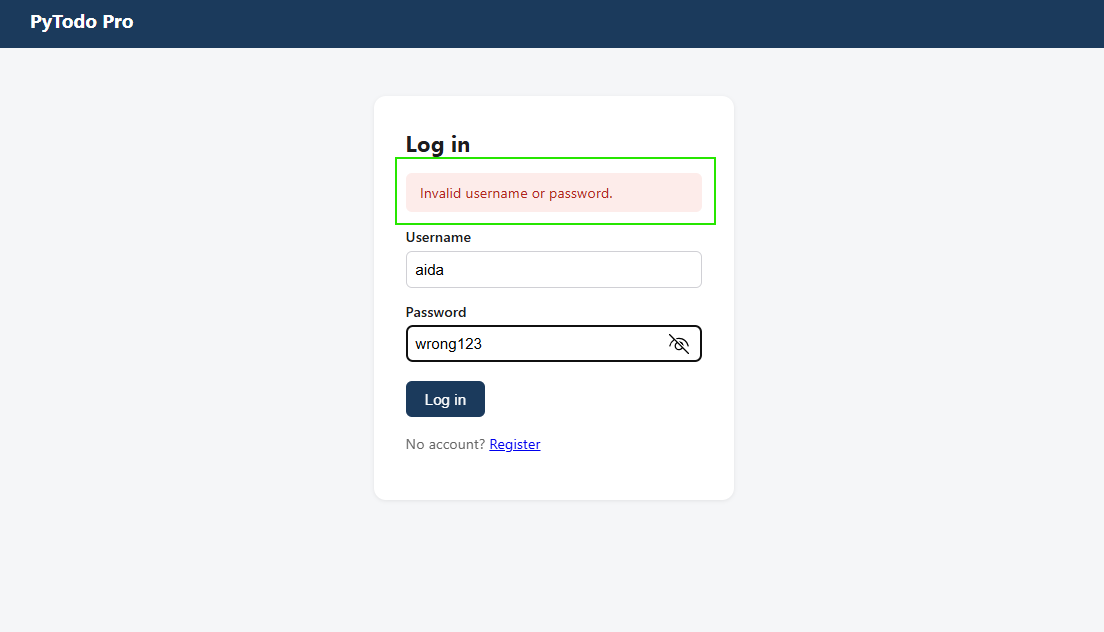 PyTodo Pro
Log in
Invalid username or password.
Username
aida
Password
wrong123
Log in
No account? Register